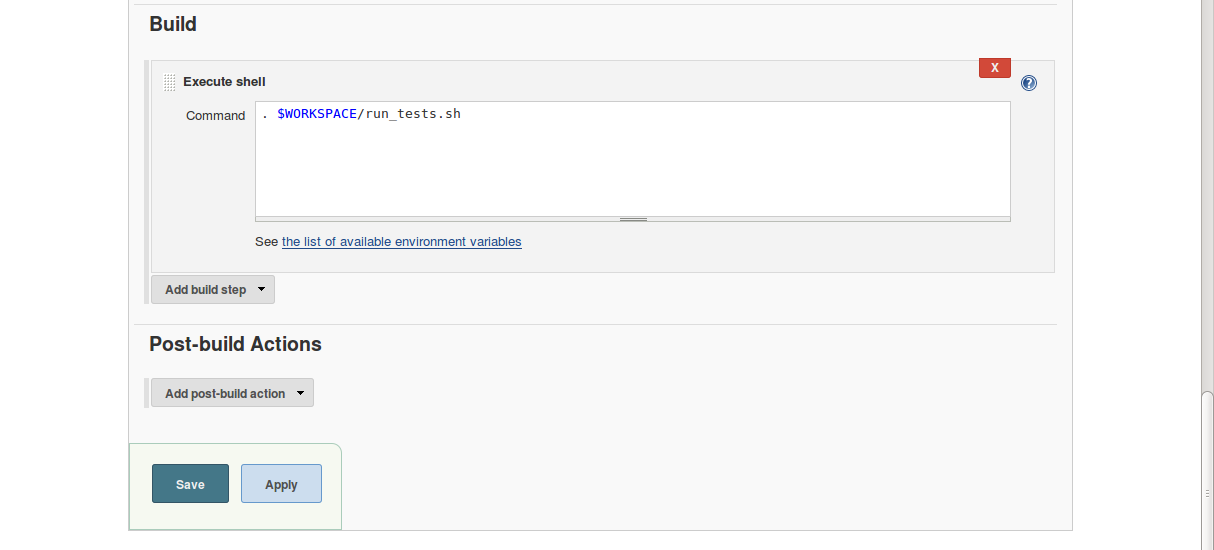 Build
X
Execute shell
?
Command
. $WORKSPACE/run_tests.sh
See the list of available environment variables
Add build step
Post-build Actions
Add post-build action
Save Apply